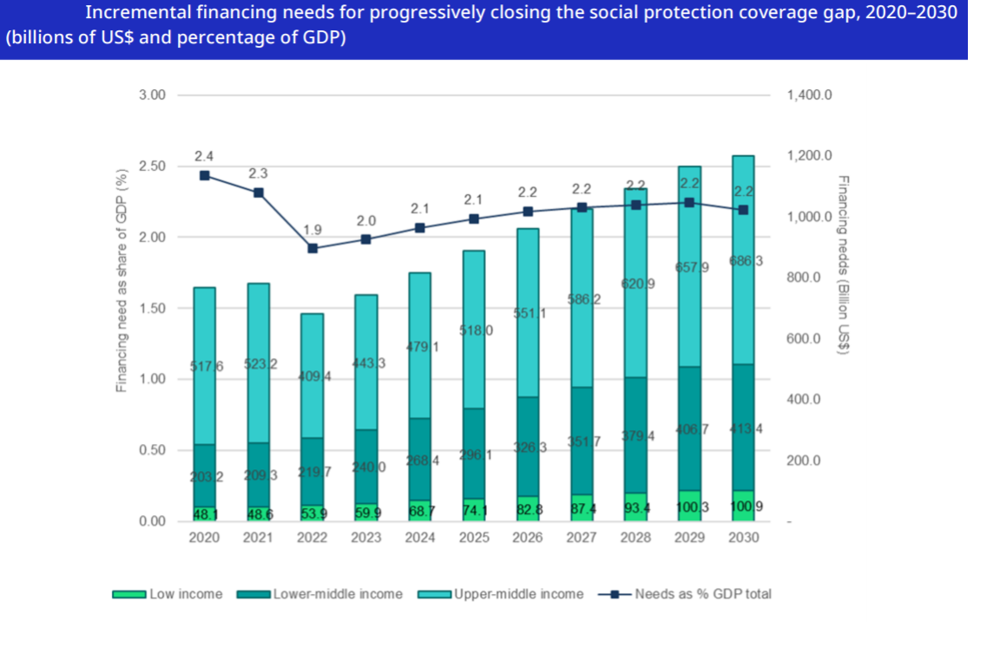 Incremental financing needs for progressively closing the social protection coverage gap, 2020–2030
(billions of US$ and percentage of GDP)
3.00
2.50
2.00
1.50
1.00
0.50
0.00
Financing need as share of GDP (%)
1,400.0
1,200.0
1,000.0
800.0
600.0
400.0
200.0
-
Financing nedds (Billion US$)
2.4 2.3 1.9 2.0 2.1 2.1 2.2 2.2 2.2 2.2 2.2
517.6 523.2 409.4 443.3 479.1 518.0 551.1 586.2 620.9 657.9 686.3
203.2 209.3 219.7 240.0 268.4 296.1 326.3 351.7 379.4 406.7 413.4
48.1 48.6 53.9 59.9 68.7 74.1 82.8 87.4 93.4 100.3 100.9
2020 2021 2022 2023 2024 2025 2026 2027 2028 2029 2030
Low income Lower-middle income Upper-middle income Needs as % GDP total